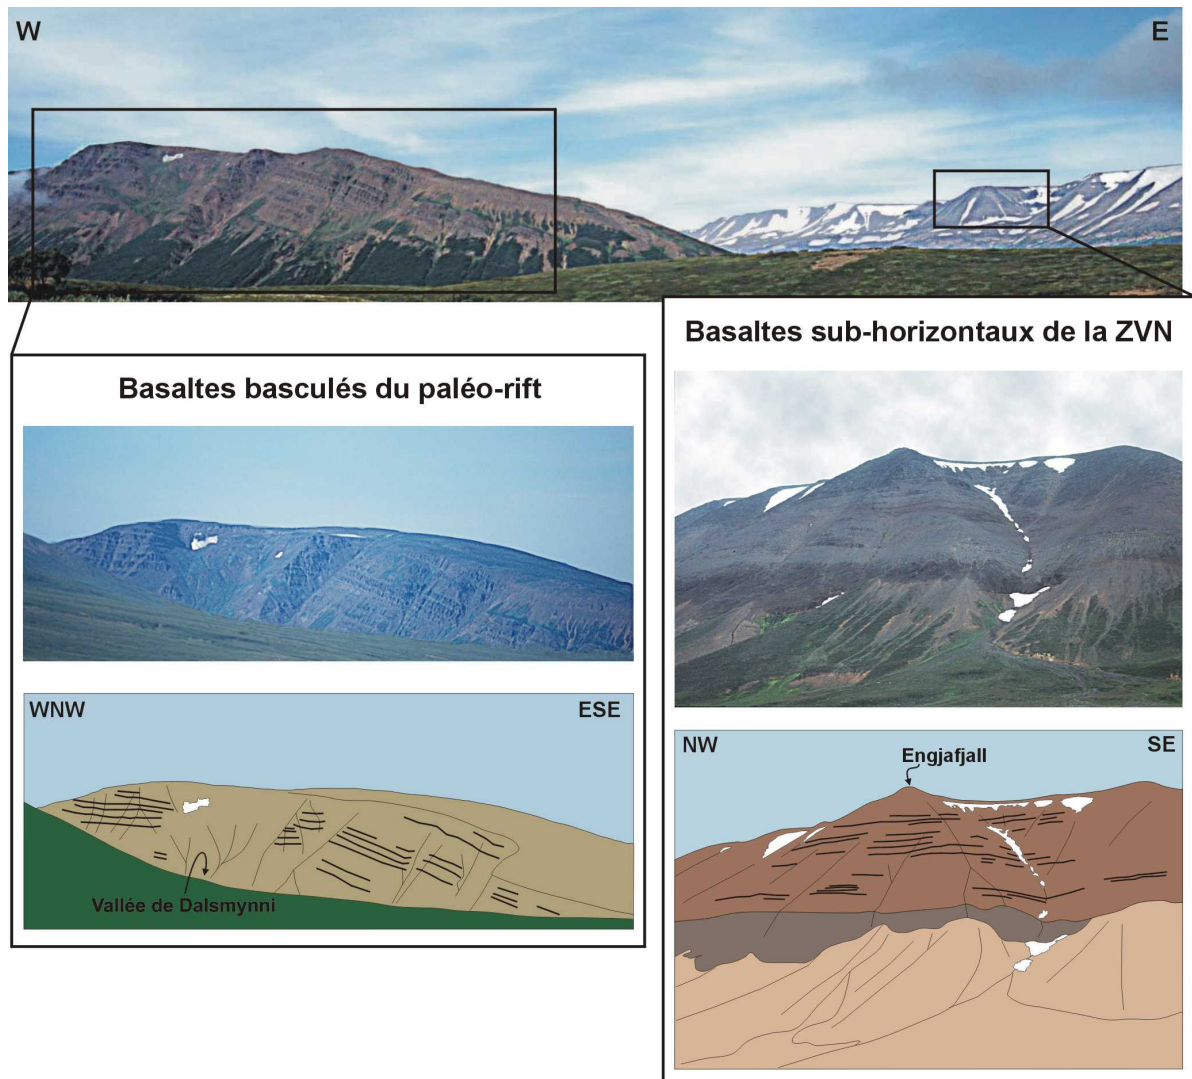 W
E
Basaltes sub-horizontaux de la ZVN
Basaltes basculés du paléo-rift
WNW
ESE
Vallée de Dalsmynni
NW
SE
Engjafjall